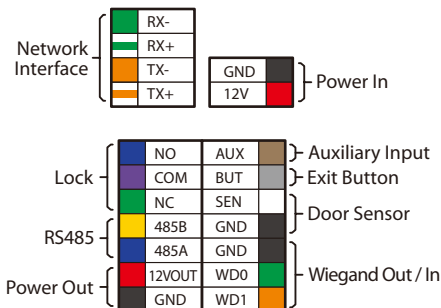 RX-
RX+
TX-
TX+
Network
Interface
GND
12V
Power In
NO AUX
COM BUT
NC SEN
485B GND
485A GND
12VOUT WD0
GND WD1
Lock
RS485
Power Out
Auxiliary Input
Exit Button
Door Sensor
Wiegand Out / In